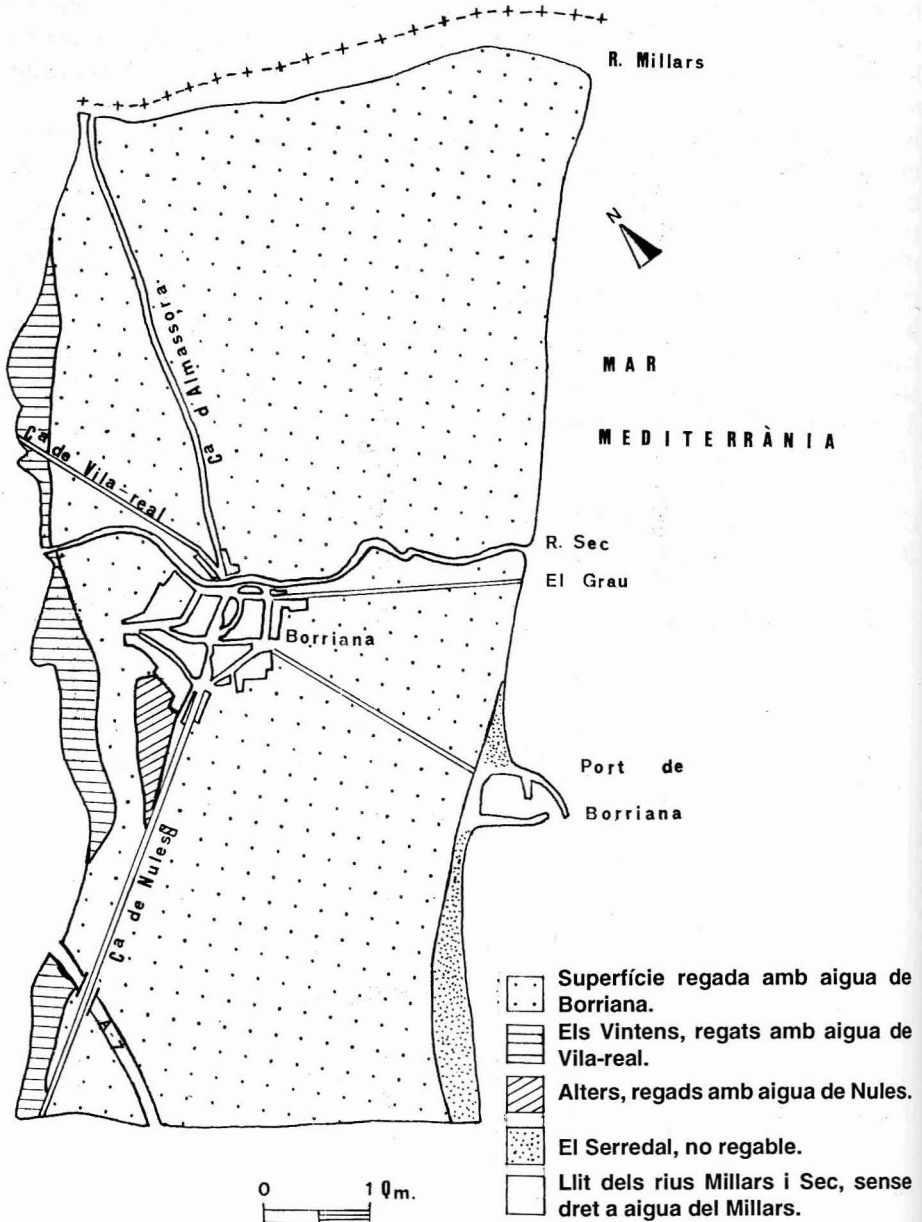 R. Millars
N
Ca d'Almassora
MAR
MEDITERRÀNIA
Ca de Vila-real
R. Sec
El Grau
Borriana
Port de
Borriana
Ca de Nules
A-7
Superfície regada amb aigua de
Borriana.
Els Vintens, regats amb aigua de
Vila-real.
Alters, regads amb aigua de Nules.
El Serredal, no regable.
Llit dels rius Millars i Sec, sense
dret a aigua del Millars.
0 1 Qm.